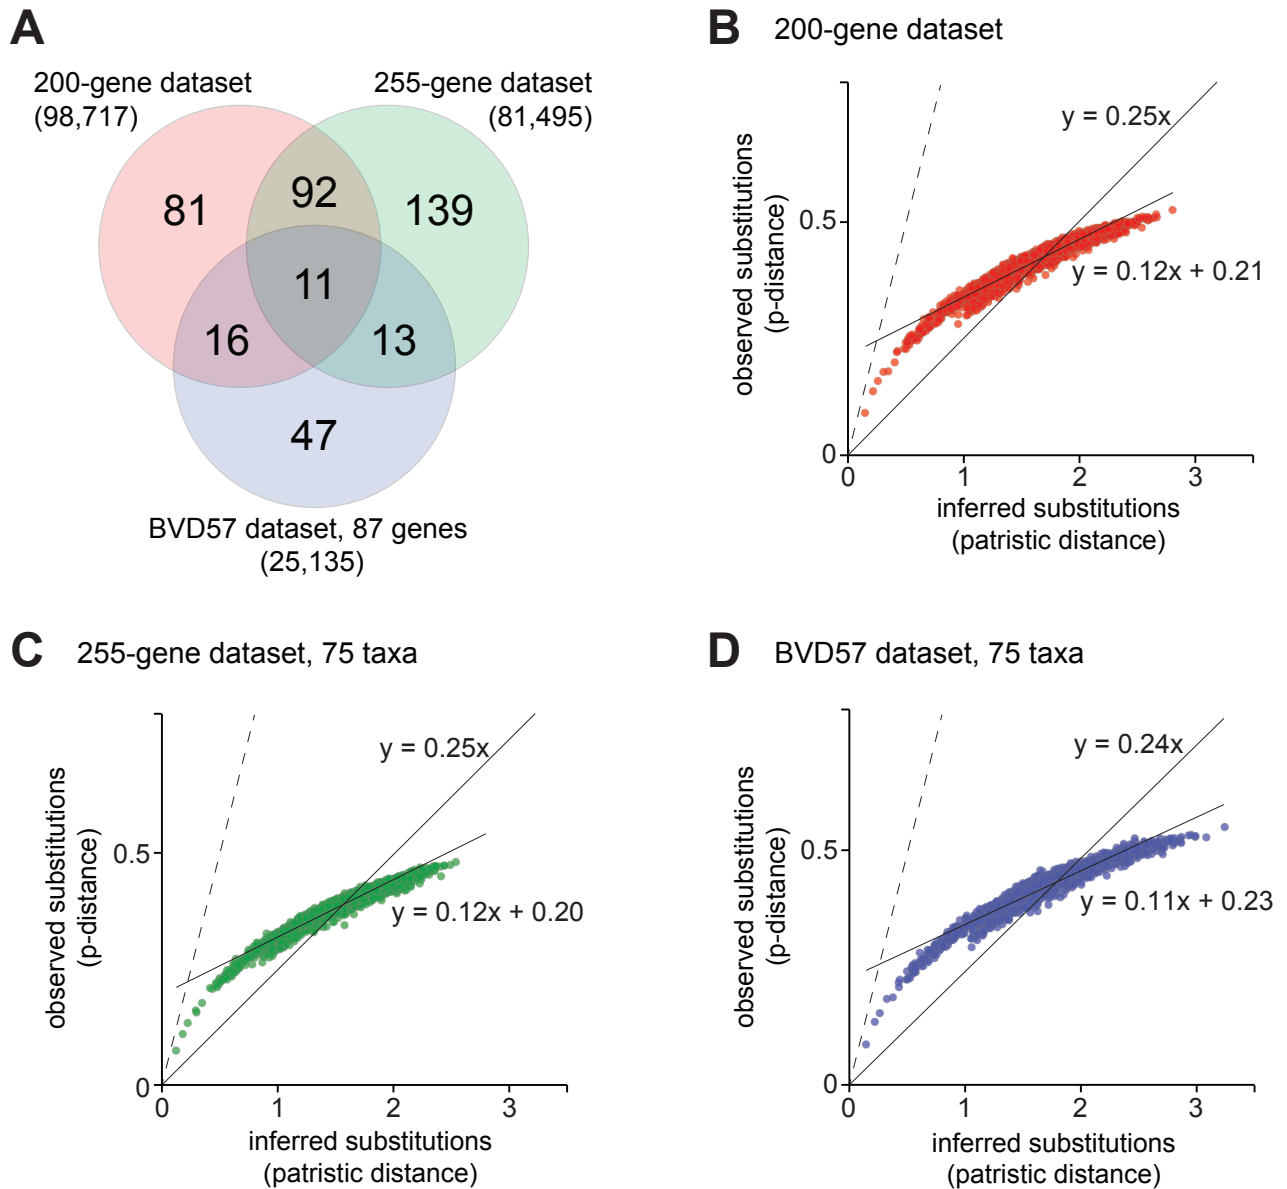 A
200-gene dataset
(98,717)
255-gene dataset
(81,495)
81
92
139
11
16
13
47
BVD57 dataset, 87 genes
(25,135)
B 200-gene dataset
observed substitutions
(p-distance)
0.5
0
y = 0.25x
y = 0.12x + 0.21
0 1 2 3
inferred substitutions
(patristic distance)
C 255-gene dataset, 75 taxa
observed substitutions
(p-distance)
0.5
0
y = 0.25x
y = 0.12x + 0.20
0 1 2 3
inferred substitutions
(patristic distance)
D BVD57 dataset, 75 taxa
observed substitutions
(p-distance)
0.5
0
y = 0.24x
y = 0.11x + 0.23
0 1 2 3
inferred substitutions
(patristic distance)